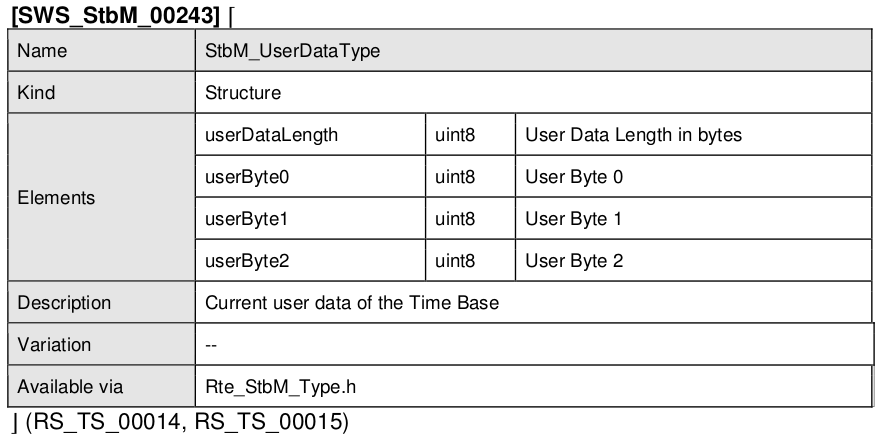 [SWS_StbM_00243] ⌈
Name StbM_UserDataType
Kind Structure
Elements
userDataLength uint8 User Data Length in bytes
userByte0 uint8 User Byte 0
userByte1 uint8 User Byte 1
userByte2 uint8 User Byte 2
Description Current user data of the Time Base
Variation --
Available via Rte_StbM_Type.h
⌋ (RS_TS_00014, RS_TS_00015)